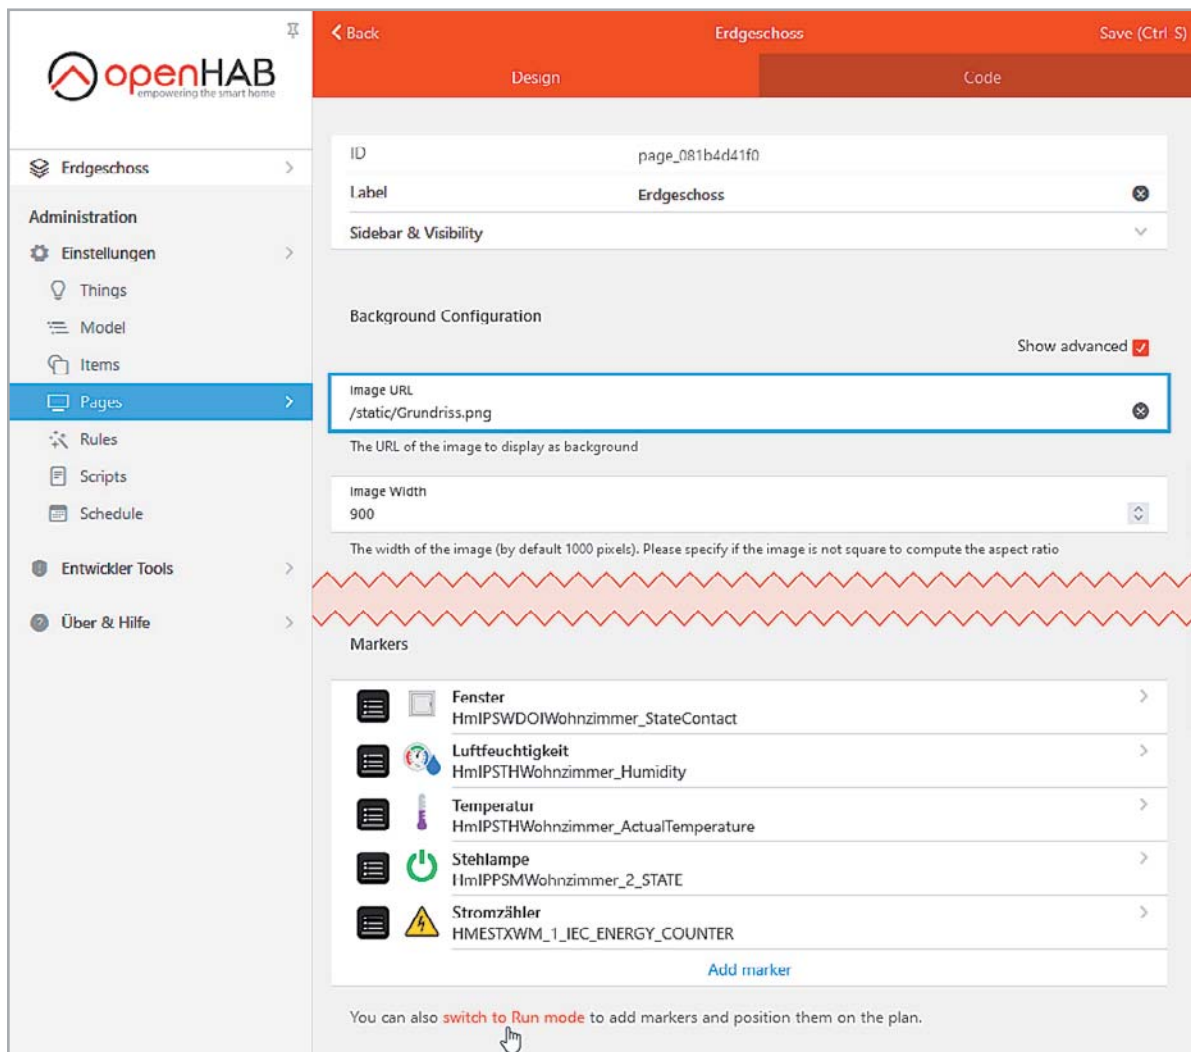 openHAB
empowering the smart home
Erdgeschoss
Administration
Einstellungen
Things
Model
Items
Pages
Rules
Scripts
Schedule
Entwickler Tools
Über & Hilfe
Back
Erdgeschoss
Save (Ctrl-S)
Design
Code
ID
page_081b4d41f0
Label
Erdgeschoss
Sidebar & Visibility
Background Configuration
Show advanced
Image URL
/static/Grundriss.png
The URL of the image to display as background
Image Width
900
The width of the image (by default 1000 pixels). Please specify if the image is not square to compute the aspect ratio
Markers
Fenster
HmIPSWDOIWohnzimmer_StateContact
Luftfeuchtigkeit
HmIPSTHWohnzimmer_Humidity
Temperatur
HmIPSTHWohnzimmer_ActualTemperature
Stehlampe
HmIPPSMWohnzimmer_2_STATE
Stromzähler
HMESTXWM_1_IEC_ENERGY_COUNTER
Add marker
You can also switch to Run mode to add markers and position them on the plan.